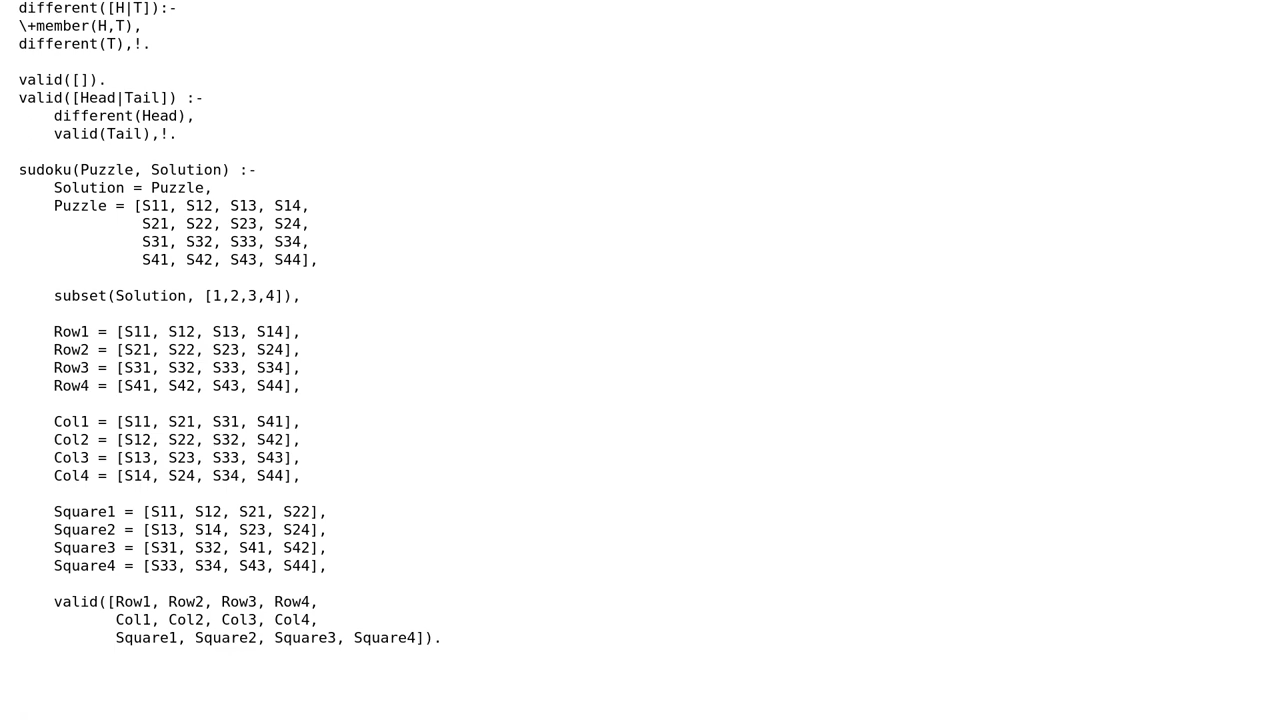 different([H|T]):-
\+member(H,T),
different(T),!.
valid([]).
valid([Head|Tail]) :-
    different(Head),
    valid(Tail),!.
sudoku(Puzzle, Solution) :-
    Solution = Puzzle,
    Puzzle = [S11, S12, S13, S14,
              S21, S22, S23, S24,
              S31, S32, S33, S34,
              S41, S42, S43, S44],
    subset(Solution, [1,2,3,4]),
    Row1 = [S11, S12, S13, S14],
    Row2 = [S21, S22, S23, S24],
    Row3 = [S31, S32, S33, S34],
    Row4 = [S41, S42, S43, S44],
    Col1 = [S11, S21, S31, S41],
    Col2 = [S12, S22, S32, S42],
    Col3 = [S13, S23, S33, S43],
    Col4 = [S14, S24, S34, S44],
    Square1 = [S11, S12, S21, S22],
    Square2 = [S13, S14, S23, S24],
    Square3 = [S31, S32, S41, S42],
    Square4 = [S33, S34, S43, S44],
    valid([Row1, Row2, Row3, Row4,
           Col1, Col2, Col3, Col4,
           Square1, Square2, Square3, Square4]).